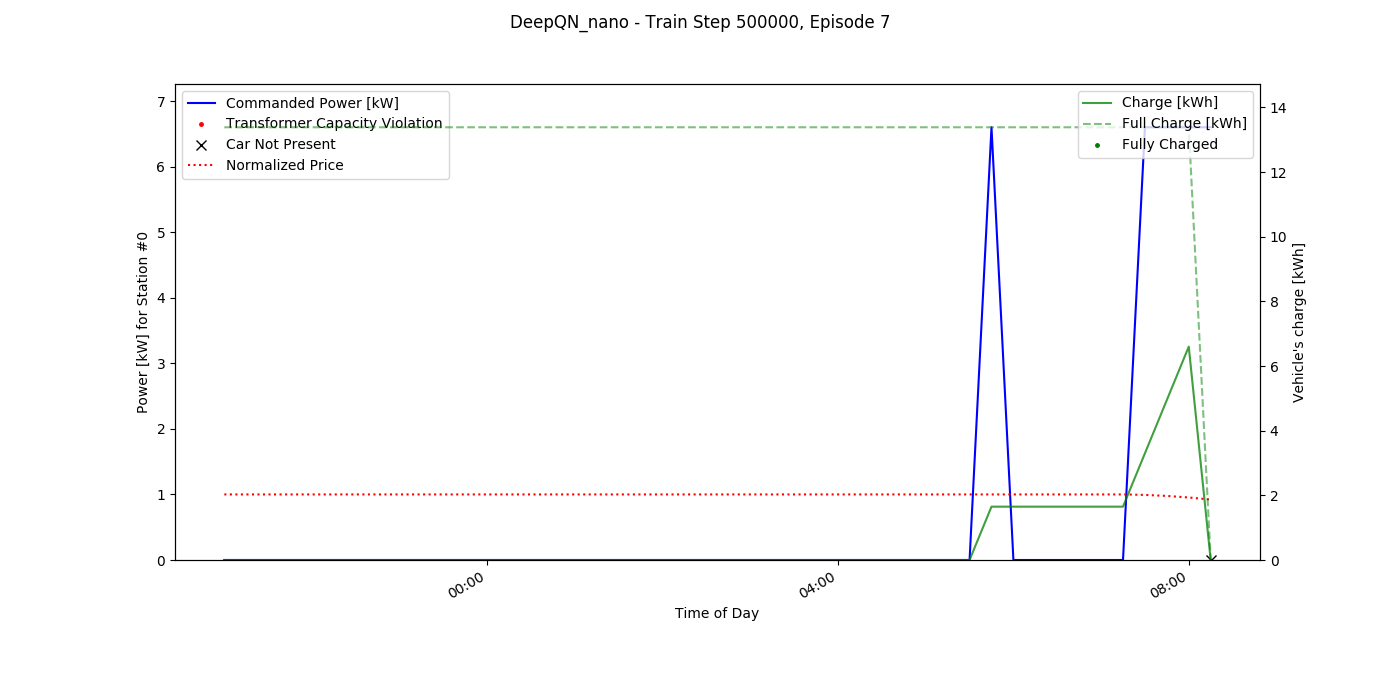 DeepQN_nano - Train Step 500000, Episode 7
Commanded Power [kW]
Transformer Capacity Violation
Car Not Present
Normalized Price
Charge [kWh]
Full Charge [kWh]
Fully Charged
7
6
5
4
3
2
1
0
Power [kW] for Station #0
14
12
10
8
6
4
2
0
Vehicle's charge [kWh]
00:00
04:00
08:00
Time of Day